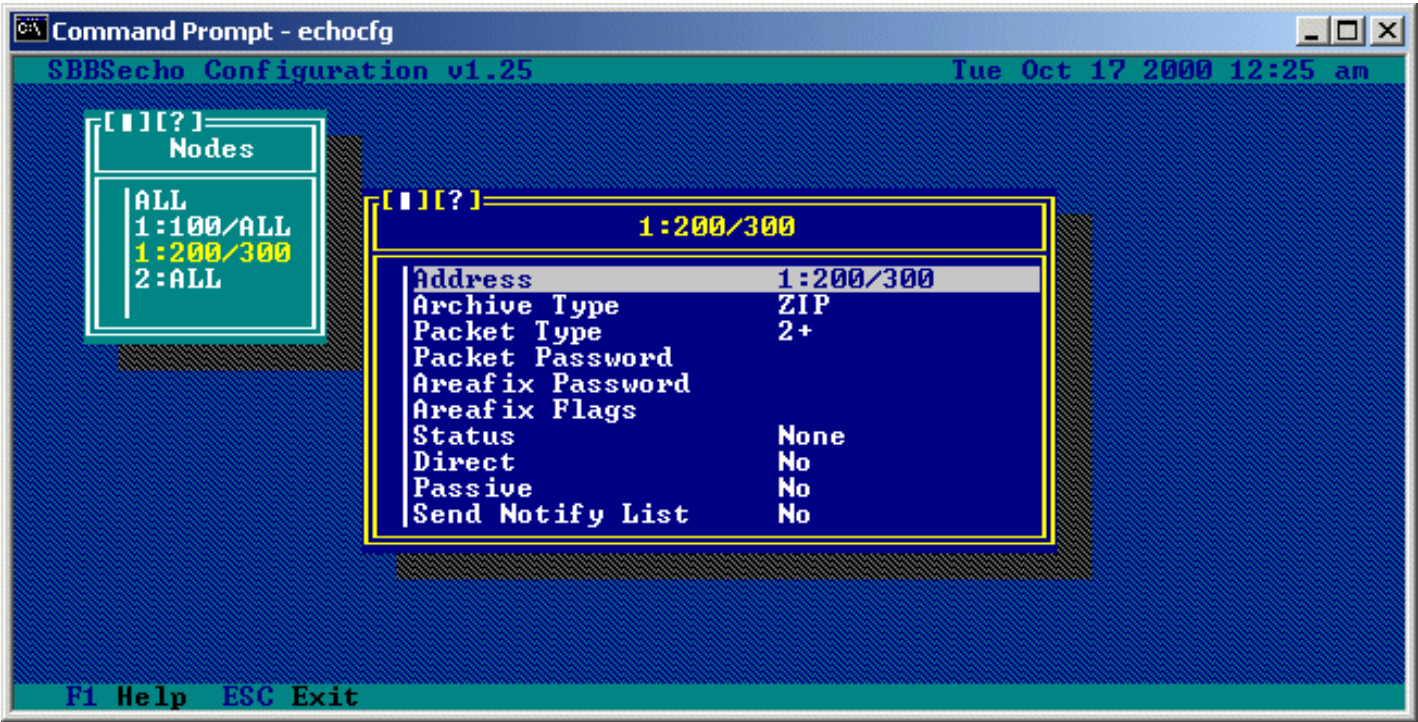 Command Prompt - echocfg
SBBSecho Configuration v1.25 Tue Oct 17 2000 12:25 am
[∎][?]
Nodes
ALL
1:100/ALL
1:200/300
2:ALL
[∎][?]
1:200/300
Address 1:200/300
Archive Type ZIP
Packet Type 2+
Packet Password
Areafix Password
Areafix Flags
Status None
Direct No
Passive No
Send Notify List No
F1 Help ESC Exit